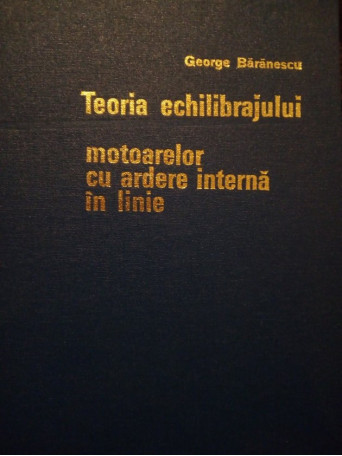 George Bărănescu
Teoria echilibrajului
motoarelor
cu ardere internă
în linie